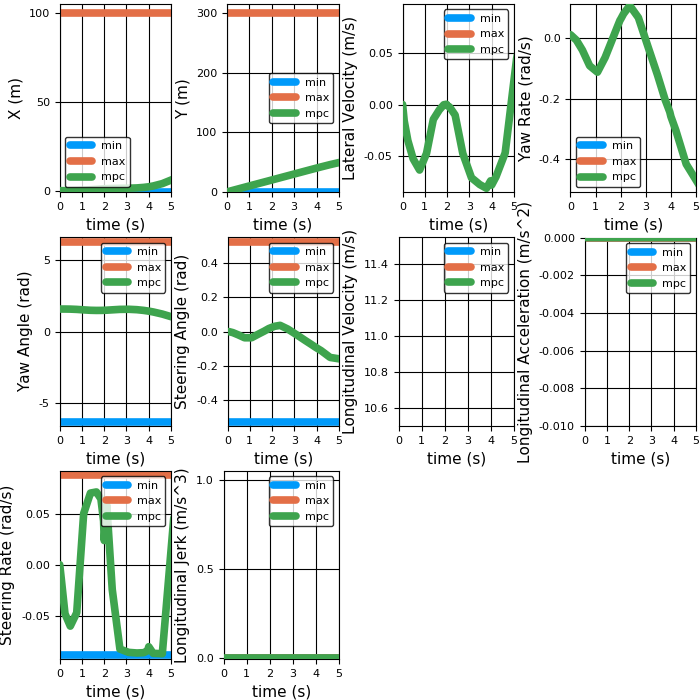 X (m)
100
50
0
min
max
mpc
0 1 2 3 4 5
time (s)
Y (m)
300
200
100
0
min
max
mpc
0 1 2 3 4 5
time (s)
Lateral Velocity (m/s)
0.05
0.00
-0.05
min
max
mpc
0 1 2 3 4 5
time (s)
Yaw Rate (rad/s)
0.0
-0.2
-0.4
min
max
mpc
0 1 2 3 4 5
time (s)
Yaw Angle (rad)
5
0
-5
min
max
mpc
0 1 2 3 4 5
time (s)
Steering Angle (rad)
0.4
0.2
0.0
-0.2
-0.4
min
max
mpc
0 1 2 3 4 5
time (s)
Longitudinal Velocity (m/s)
11.4
11.2
11.0
10.8
10.6
min
max
mpc
0 1 2 3 4 5
time (s)
Longitudinal Acceleration (m/s^2)
0.000
-0.002
-0.004
-0.006
-0.008
-0.010
min
max
mpc
0 1 2 3 4 5
time (s)
Steering Rate (rad/s)
0.05
0.00
-0.05
min
max
mpc
0 1 2 3 4 5
time (s)
Longitudinal Jerk (m/s^3)
1.0
0.5
0.0
min
max
mpc
0 1 2 3 4 5
time (s)